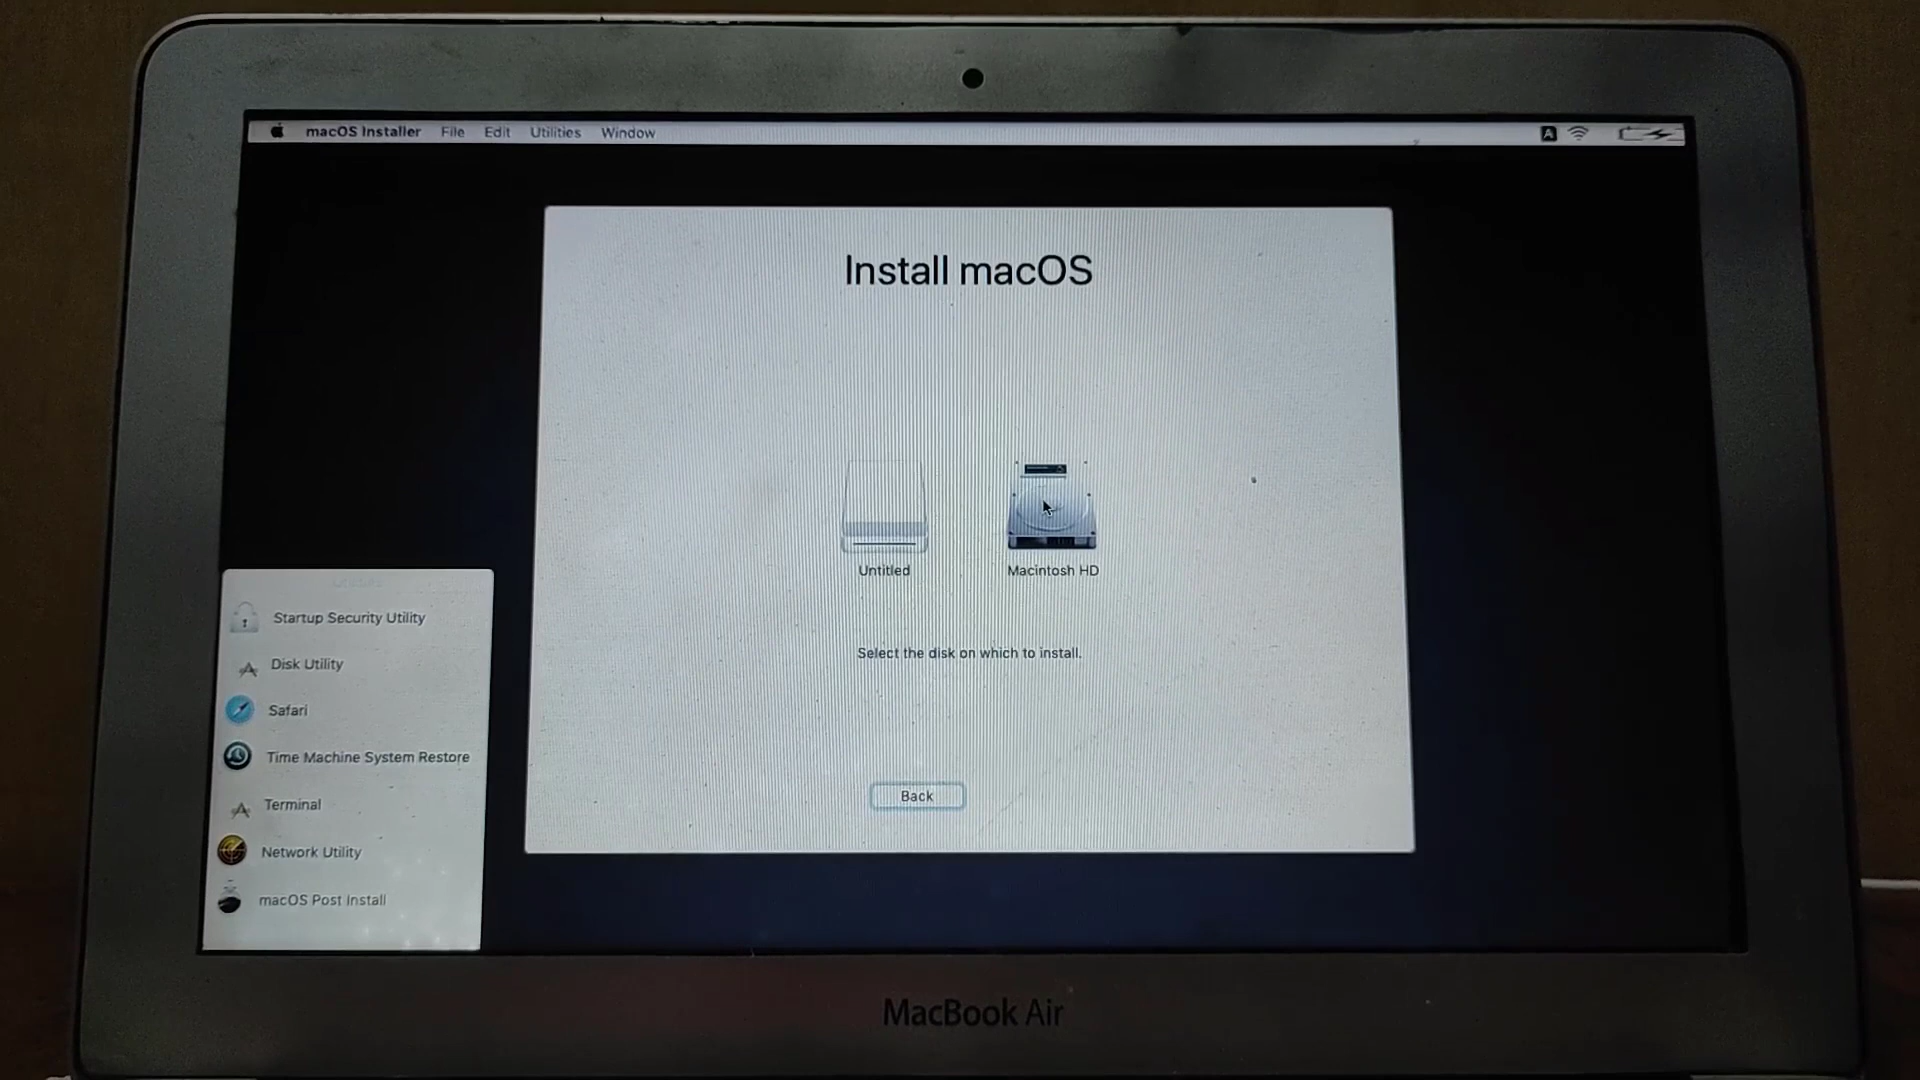 macOS Installer File Edit Utilities Window
A
Install macOS
Untitled
Macintosh HD
Select the disk on which to install.
Back
Startup Security Utility
Disk Utility
Safari
Time Machine System Restore
Terminal
Network Utility
macOS Post Install
MacBook Air